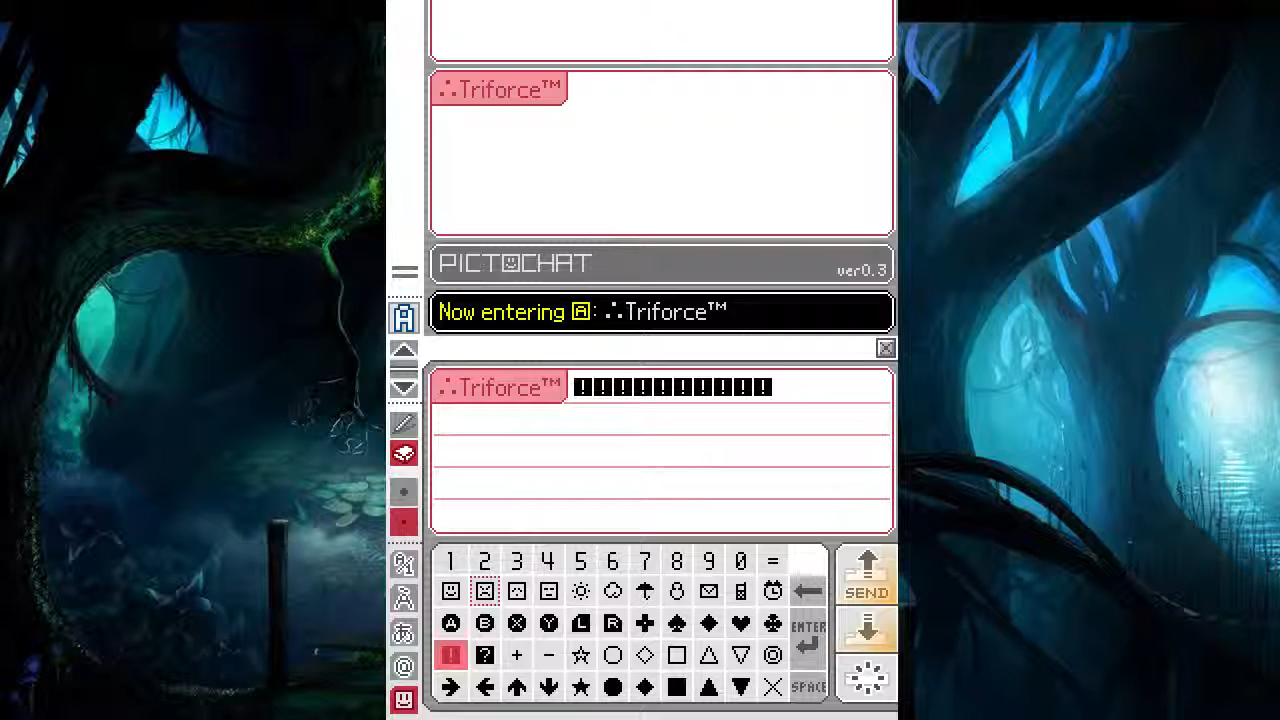 ∴Triforce™
PICTOCHAT
ver0.3
Now entering A: ∴Triforce™
∴Triforce™ !!!!!!!!!!
1 2 3 4 5 6 7 8 9 0 =
A B X Y L R
ENTER
! ? + -
SPACE
SEND
あ
@